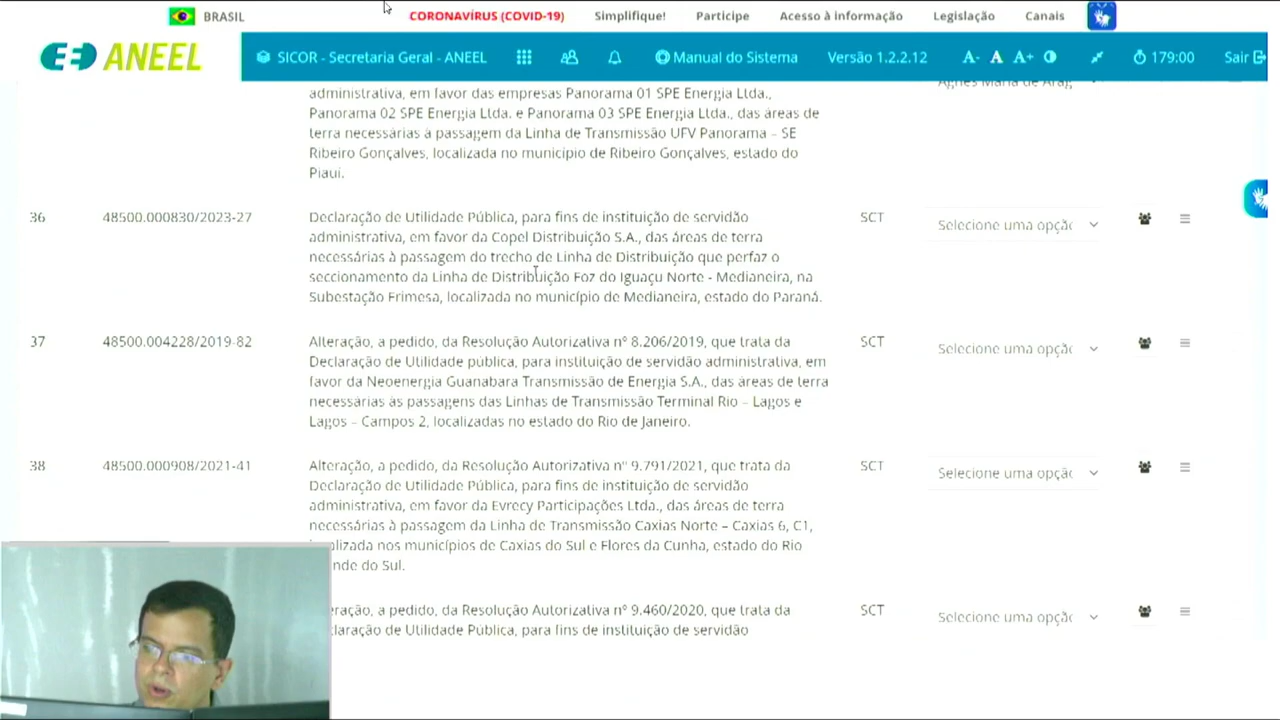 BRASIL
CORONAVÍRUS (COVID-19)
Simplifique!
Participe
Acesso à informação
Legislação
Canais
ANEEL
SICOR - Secretaria Geral - ANEEL
Manual do Sistema
Versão 1.2.2.12
A-
A
A+
179:00
Sair
administrativa, em favor das empresas Panorama 01 SPE Energia Ltda.,
Agnes Maria de Arag
Panorama 02 SPE Energia Ltda. e Panorama 03 SPE Energia Ltda., das áreas de
terra necessárias à passagem da Linha de Transmissão UFV Panorama – SE
Ribeiro Gonçalves, localizada no município de Ribeiro Gonçalves, estado do
Piauí.
36
48500.000830/2023-27
Declaração de Utilidade Pública, para fins de instituição de servidão
administrativa, em favor da Copel Distribuição S.A., das áreas de terra
necessárias à passagem do trecho de Linha de Distribuição que perfaz o
seccionamento da Linha de Distribuição Foz do Iguaçu Norte - Medianeira, na
Subestação Frimesa, localizada no município de Medianeira, estado do Paraná.
SCT
Selecione uma opçã
37
48500.004228/2019-82
Alteração, a pedido, da Resolução Autorizativa nº 8.206/2019, que trata da
Declaração de Utilidade pública, para instituição de servidão administrativa, em
favor da Neoenergia Guanabara Transmissão de Energia S.A., das áreas de terra
necessárias às passagens das Linhas de Transmissão Terminal Rio – Lagos e
Lagos – Campos 2, localizadas no estado do Rio de Janeiro.
SCT
Selecione uma opçã
38
48500.000908/2021-41
Alteração, a pedido, da Resolução Autorizativa nº 9.791/2021, que trata da
Declaração de Utilidade Pública, para fins de instituição de servidão
administrativa, em favor da Evrecy Participações Ltda., das áreas de terra
necessárias à passagem da Linha de Transmissão Caxias Norte – Caxias 6, C1,
alizada nos municípios de Caxias do Sul e Flores da Cunha, estado do Rio
nde do Sul.
SCT
Selecione uma opçã
eração, a pedido, da Resolução Autorizativa nº 9.460/2020, que trata da
claração de Utilidade Pública, para fins de instituição de servidão
SCT
Selecione uma opçã